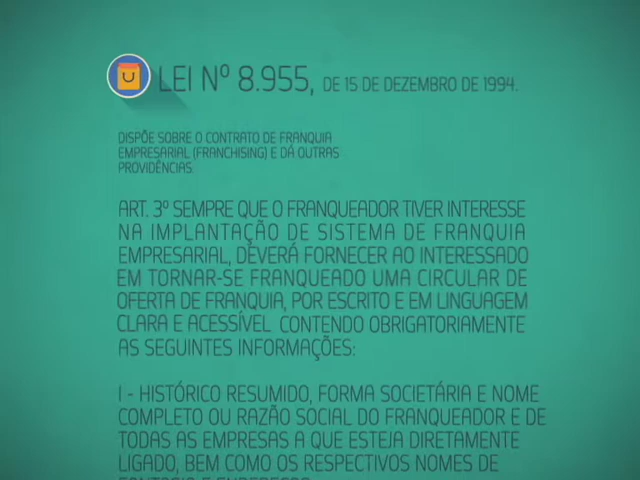 LEI Nº 8.955, DE 15 DE DEZEMBRO DE 1994.
DISPÕE SOBRE O CONTRATO DE FRANQUIA
EMPRESARIAL (FRANCHISING) E DÁ OUTRAS
PROVIDÊNCIAS.
ART. 3º SEMPRE QUE O FRANQUEADOR TIVER INTERESSE
NA IMPLANTAÇÃO DE SISTEMA DE FRANQUIA
EMPRESARIAL, DEVERÁ FORNECER AO INTERESSADO
EM TORNAR-SE FRANQUEADO UMA CIRCULAR DE
OFERTA DE FRANQUIA, POR ESCRITO E EM LINGUAGEM
CLARA E ACESSÍVEL CONTENDO OBRIGATORIAMENTE
AS SEGUINTES INFORMAÇÕES:
I - HISTÓRICO RESUMIDO, FORMA SOCIETÁRIA E NOME
COMPLETO OU RAZÃO SOCIAL DO FRANQUEADOR E DE
TODAS AS EMPRESAS A QUE ESTEJA DIRETAMENTE
LIGADO, BEM COMO OS RESPECTIVOS NOMES DE